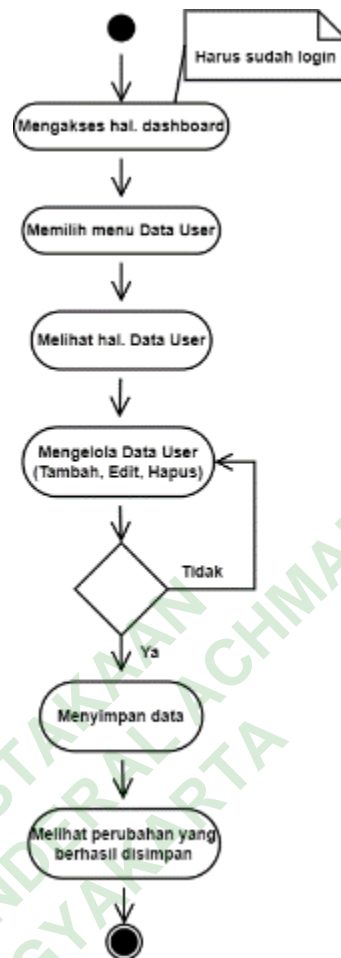 Harus sudah login
Mengakses hal. dashboard
Memilih menu Data User
Melihat hal. Data User
Mengelola Data User
(Tambah, Edit, Hapus)
Tidak
Ya
Menyimpan data
Melihat perubahan yang
berhasil disimpan